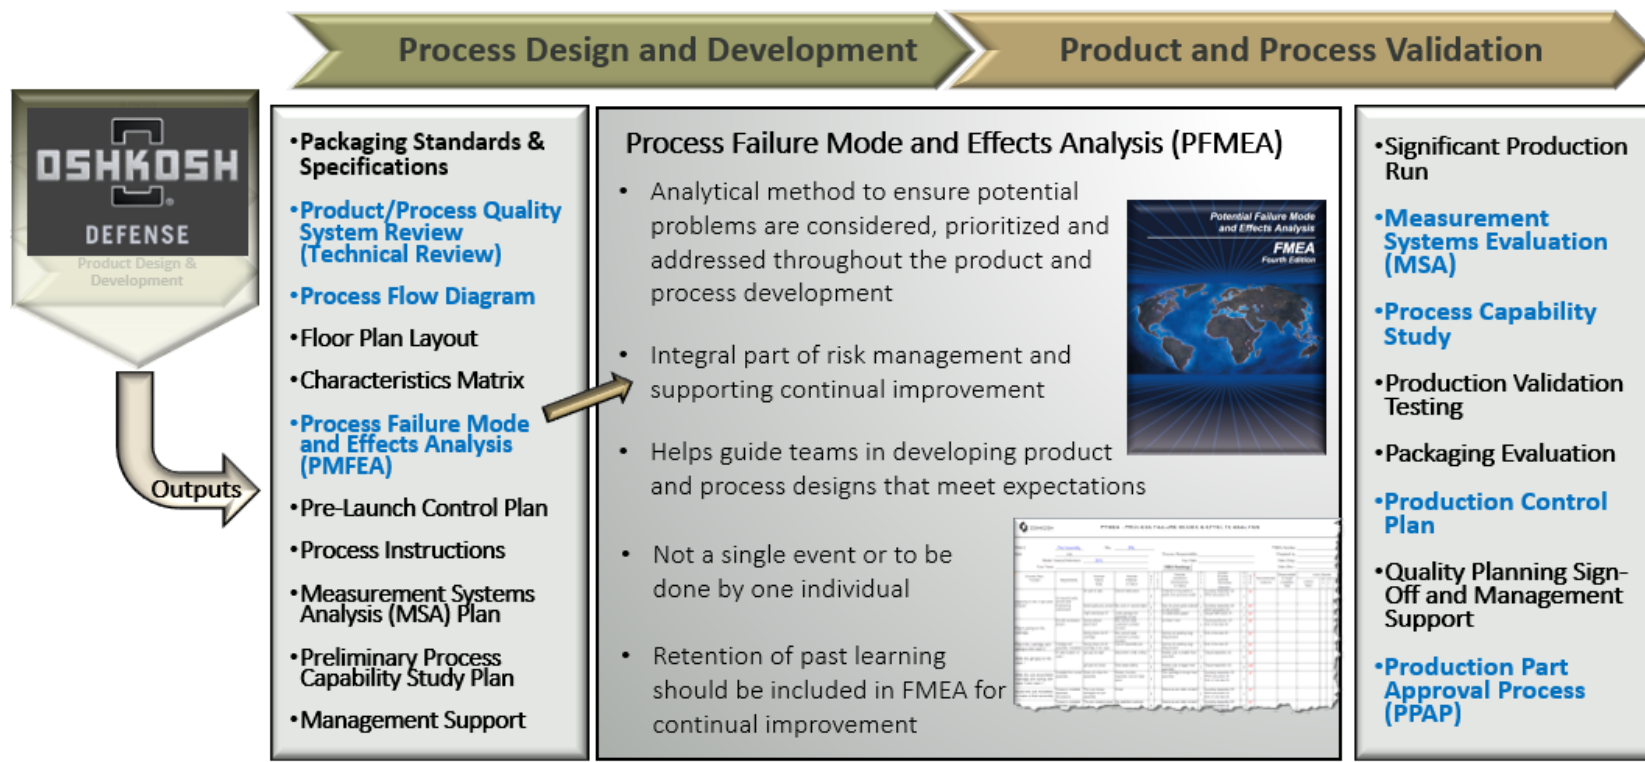 Process Design and Development
Product and Process Validation
OSHKOSH
DEFENSE
Product Design &
Development
Outputs
•Packaging Standards &
Specifications
•Product/Process Quality
System Review
(Technical Review)
•Process Flow Diagram
•Floor Plan Layout
•Characteristics Matrix
•Process Failure Mode
and Effects Analysis
(PMFEA)
•Pre-Launch Control Plan
•Process Instructions
•Measurement Systems
Analysis (MSA) Plan
•Preliminary Process
Capability Study Plan
•Management Support
Process Failure Mode and Effects Analysis (PFMEA)
• Analytical method to ensure potential
problems are considered, prioritized and
addressed throughout the product and
process development
• Integral part of risk management and
supporting continual improvement
• Helps guide teams in developing product
and process designs that meet expectations
• Not a single event or to be
done by one individual
• Retention of past learning
should be included in FMEA for
continual improvement
Potential Failure Mode
and Effects Analysis
FMEA
Fourth Edition
OSHKOSH
•Significant Production
Run
•Measurement
Systems Evaluation
(MSA)
•Process Capability
Study
•Production Validation
Testing
•Packaging Evaluation
•Production Control
Plan
•Quality Planning Sign-
Off and Management
Support
•Production Part
Approval Process
(PPAP)